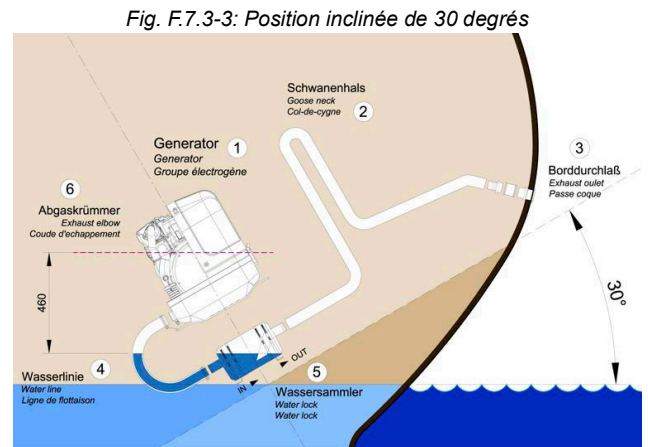 Fig. F.7.3-3: Position inclinée de 30 degrés
Schwanenhals
Goose neck
Col-de-cygne
2
Generator
Generator
Groupe électrogène
1
3
Borddurchlaß
Exhaust oulet
Passe coque
6
Abgaskrümmer
Exhaust elbow
Coude d'echappement
460
30°
Wasserlinie
Water line
Ligne de flottaison
4
IN
OUT
5
Wassersammler
Water lock
Water lock